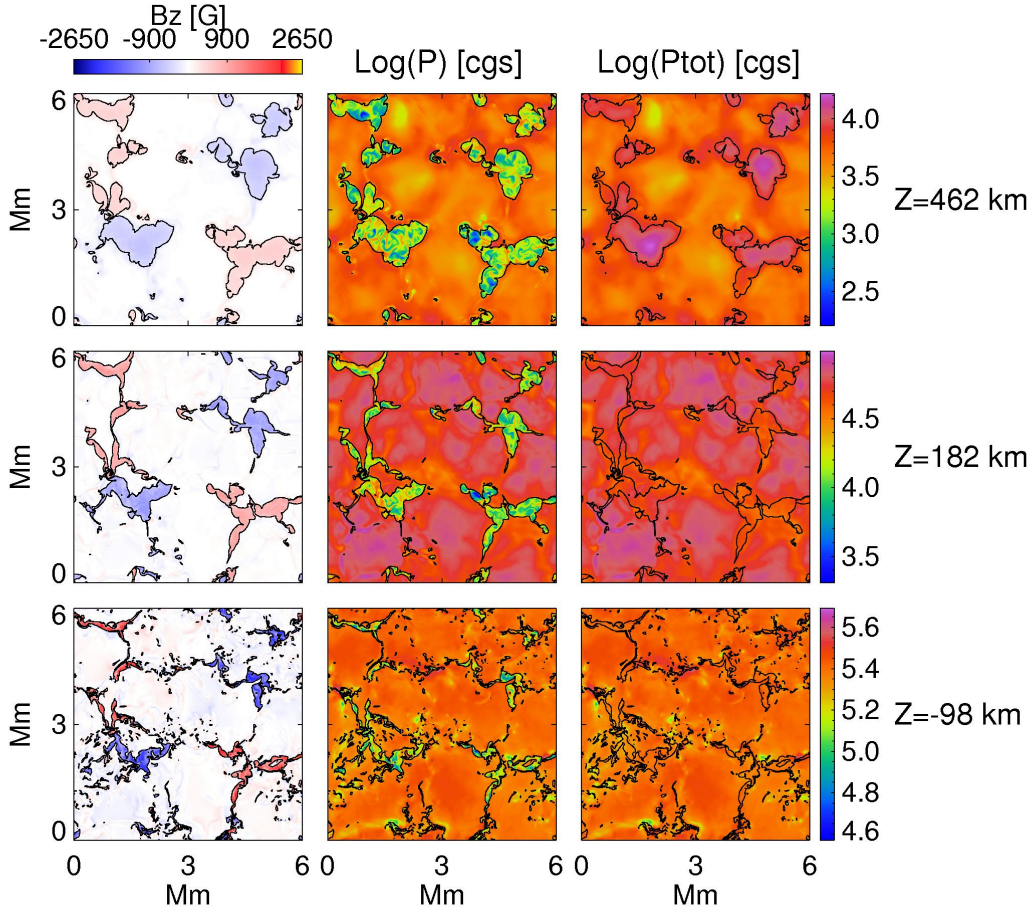 Bz [G]
-2650 -900 900 2650
Log(P) [cgs]
Log(Ptot) [cgs]
6
3
0
Mm
4.0
3.5
3.0
2.5
Z=462 km
6
3
0
Mm
4.5
4.0
3.5
Z=182 km
6
3
0
Mm
5.6
5.4
5.2
5.0
4.8
4.6
Z=-98 km
0 3 6 0 3 6 0 3 6
Mm Mm Mm